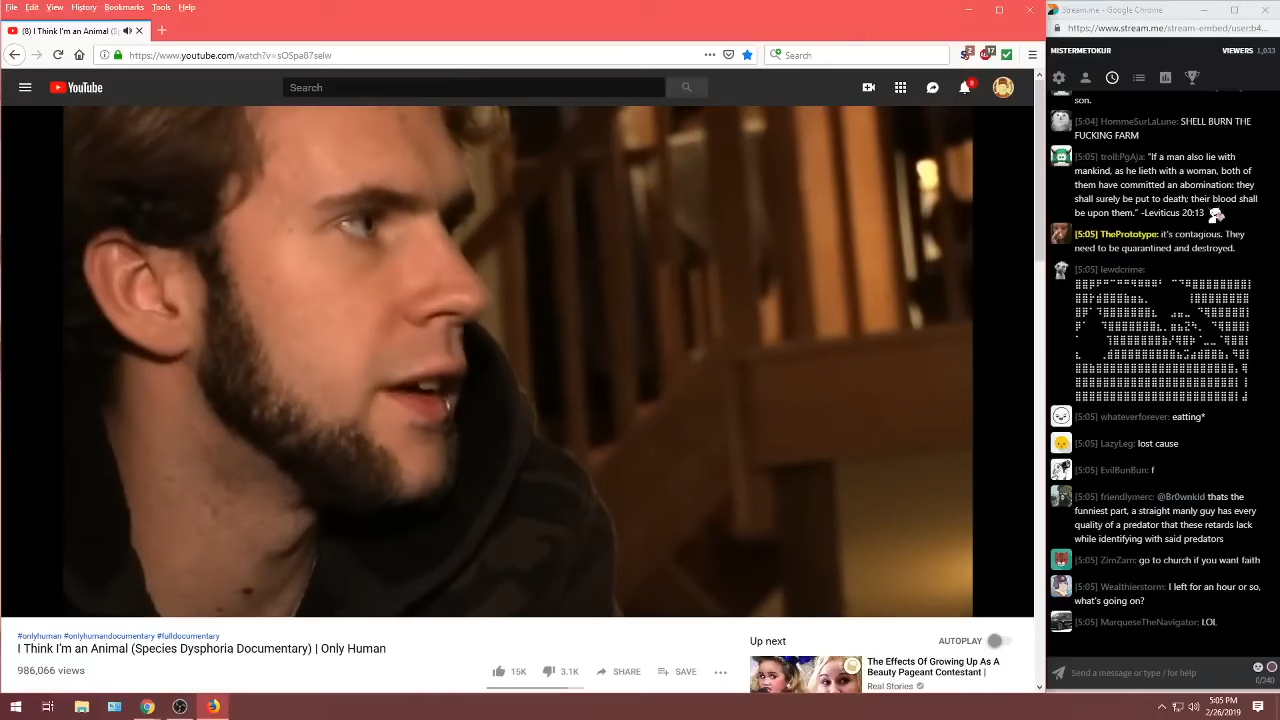 File Edit View History Bookmarks Tools Help
Stream.me - Google Chrome
(8) I Think I'm an Animal (S
https://www.stream.me/stream-embed/user:b4...
https://www.youtube.com/watch?v=sOSpa87selw
Search
MISTERMETOKUR VIEWERS 1,033
YouTube
Search
8
2
17
son.
[5:04] HommeSurLaLune: SHELL BURN THE
FUCKING FARM
[5:05] troll:PgAja: "If a man also lie with
mankind, as he lieth with a woman, both of
them have committed an abomination: they
shall surely be put to death; their blood shall
be upon them." -Leviticus 20:13
[5:05] ThePrototype: it's contagious. They
need to be quarantined and destroyed.
[5:05] lewdcrime:
[5:05] whateverforever: eatting*
[5:05] LazyLeg: lost cause
[5:05] EvilBunBun: f
[5:05] friendlymerc: @Br0wnkid thats the
funniest part, a straight manly guy has every
quality of a predator that these retards lack
while identifying with said predators
[5:05] ZimZam: go to church if you want faith
[5:05] Wealthierstorm: I left for an hour or so,
what's going on?
[5:05] MarqueseTheNavigator: LOL
#onlyhuman #onlyhumandocumentary #fulldocumentary
I Think I'm an Animal (Species Dysphoria Documentary) | Only Human
986,066 views
15K 3.1K SHARE SAVE
Up next AUTOPLAY
The Effects Of Growing Up As A
Beauty Pageant Contestant |
Real Stories
Send a message or type / for help
0/240
5:05 PM
2/26/2019